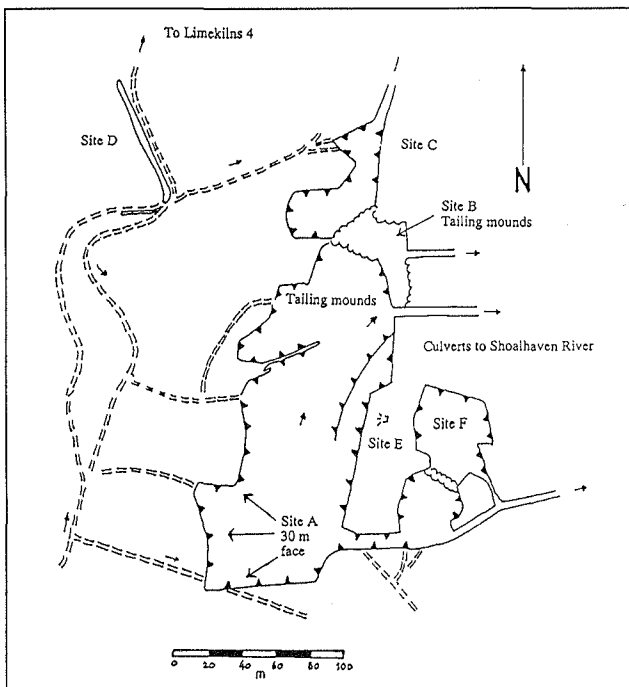 To Limekilns 4
Site D
Site C
N
Site B
Tailing mounds
Tailing mounds
Culverts to Shoalhaven River
Site F
Site E
Site A
30 m
face
0 20 40 60 80 100
m